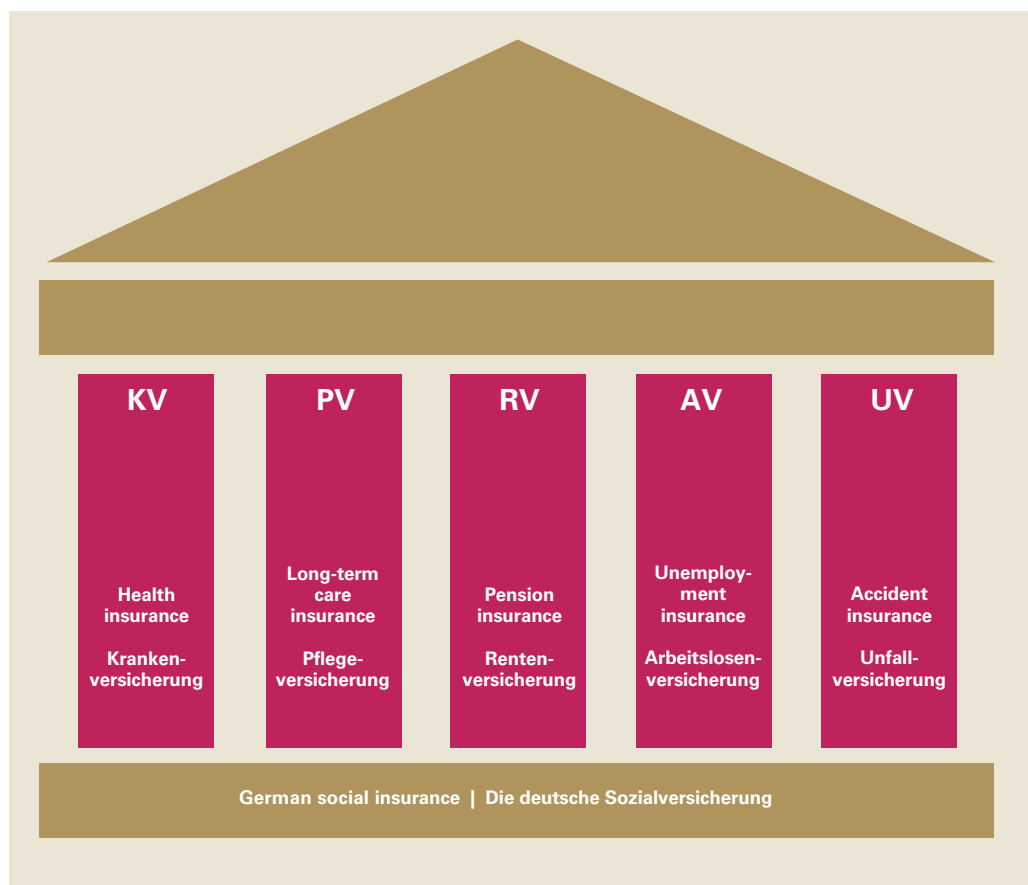 KV
Health
insurance
Kranken-
versicherung
PV
Long-term
care
insurance
Pflege-
versicherung
RV
Pension
insurance
Renten-
versicherung
AV
Unemploy-
ment
insurance
Arbeitslosen-
versicherung
UV
Accident
insurance
Unfall-
versicherung
German social insurance | Die deutsche Sozialversicherung